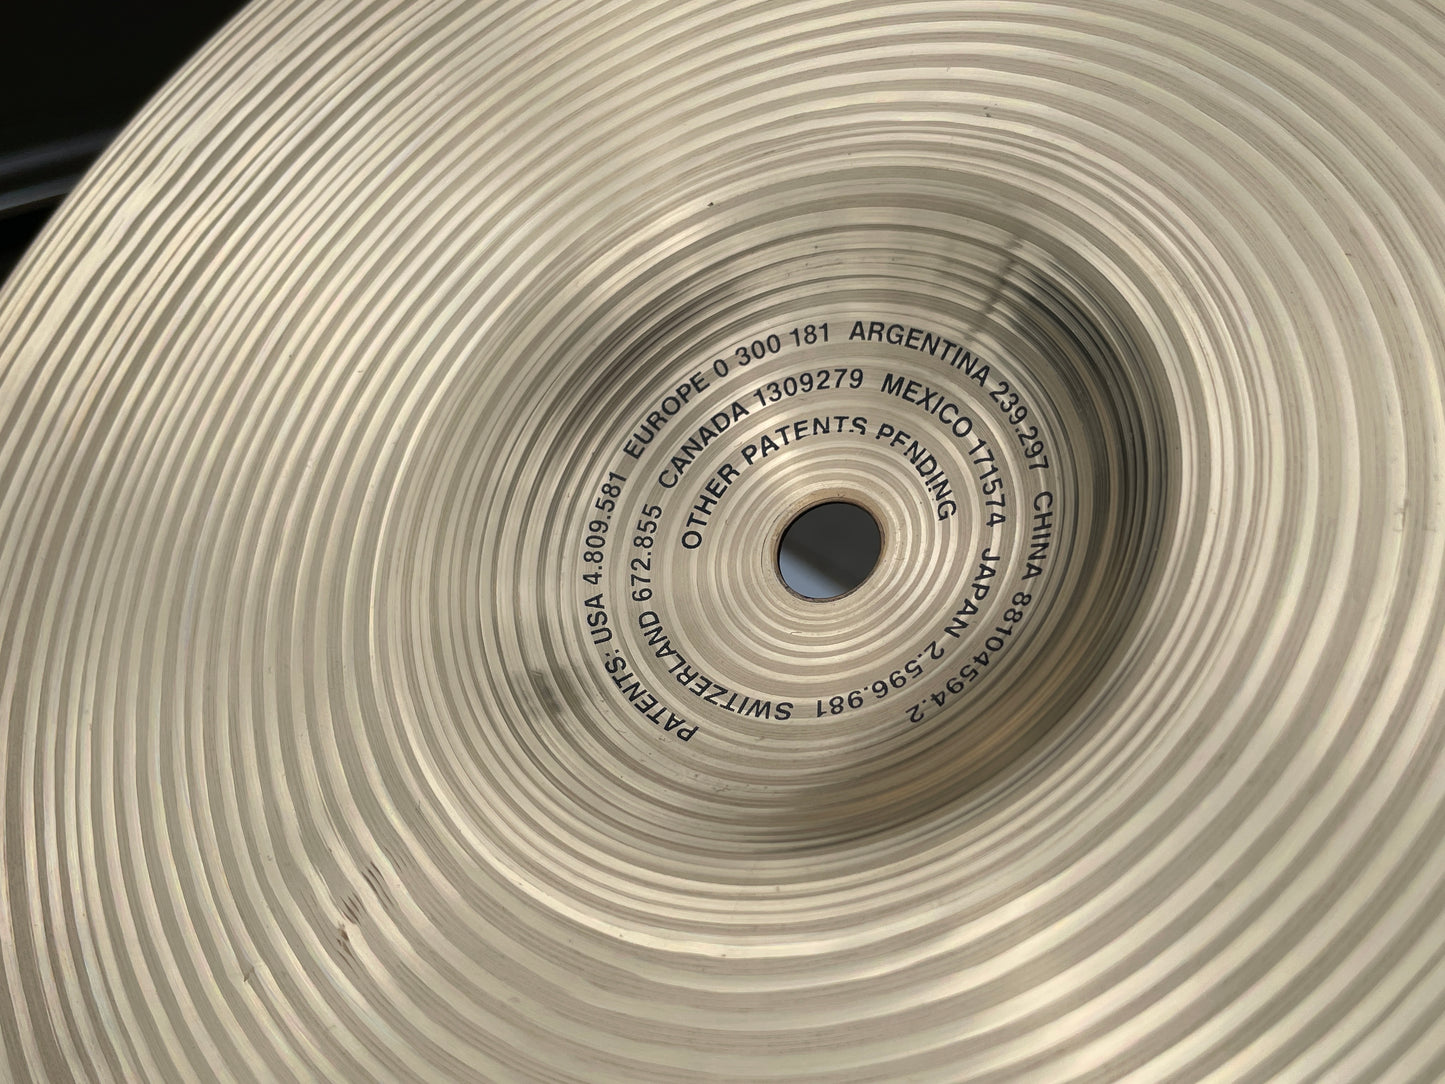 PATENTS: USA 4.809.581 EUROPE 0 300 181 ARGENTINA 239.297 CHINA 88104594.2
SWITZERLAND 672.855 CANADA 1309279 MEXICO 171574 JAPAN 2.596.981
OTHER PATENTS PENDING